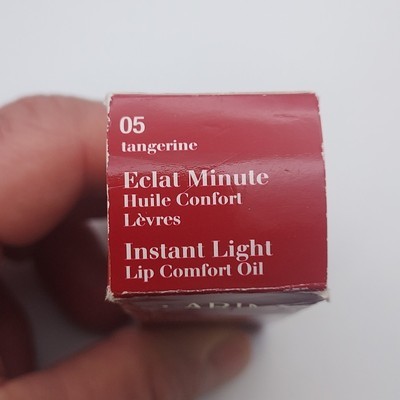 05
tangerine
Eclat Minute
Huile Confort
Lèvres
Instant Light
Lip Comfort Oil